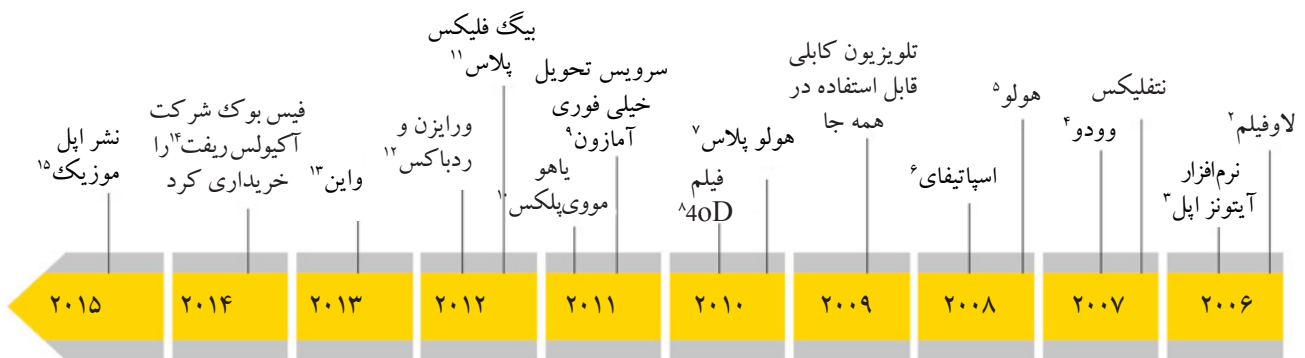 لاوفیلم۲
نرم‌افزار
آیتونز اپل۳
نتفلیکس
وودو۴
هولو۵
اسپاتیفای۶
تلویزیون کابلی
قابل استفاده در
همه جا
هولو پلاس۷
فیلم
4oD۸
سرویس تحویل
خیلی فوری
آمازون۹
یاهو
مووی‌پلکس۱۰
بیگ فلیکس
پلاس۱۱
ورایزن و
ردباکس۱۲
واین۱۳
فیس بوک شرکت
آکیولس‌ریفت۱۴را
خریداری کرد
نشر اپل
موزیک۱۵
۲۰۰۶
۲۰۰۷
۲۰۰۸
۲۰۰۹
۲۰۱۰
۲۰۱۱
۲۰۱۲
۲۰۱۳
۲۰۱۴
۲۰۱۵